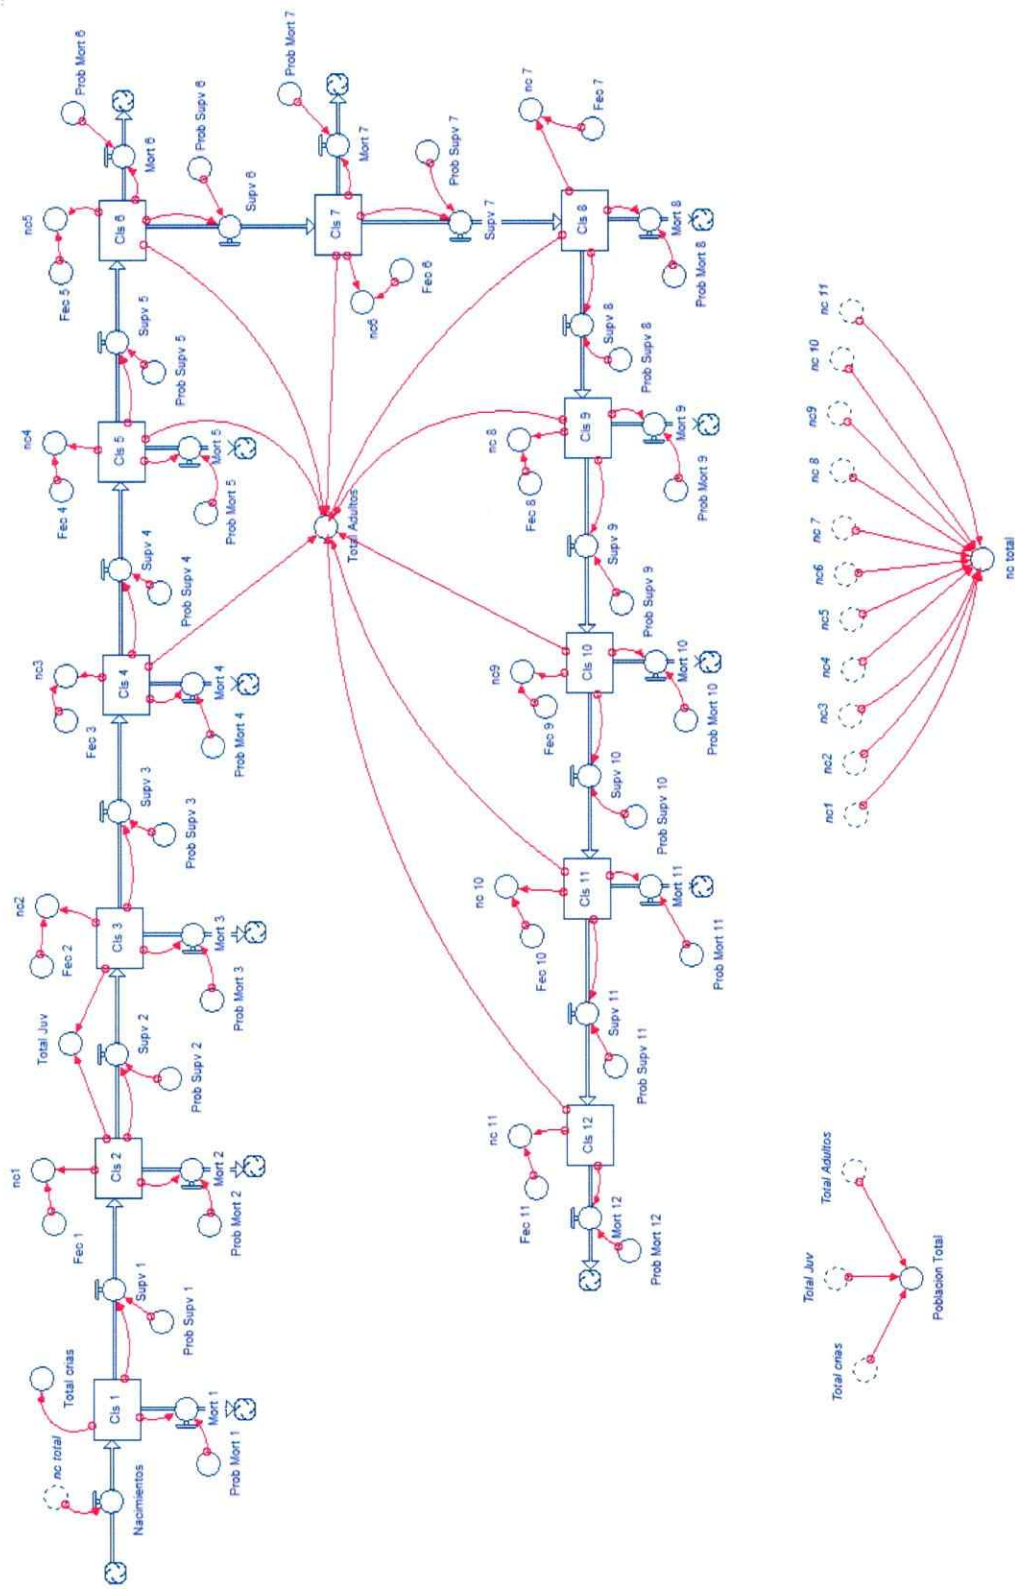 nc total
Nacimientos
Cls 1
Total crias
Mort 1
Prob Mort 1
Supv 1
Prob Supv 1
nc1
Fec 1
Cls 2
Mort 2
Prob Mort 2
Total Juv
Supv 2
Prob Supv 2
nc2
Fec 2
Cls 3
Mort 3
Prob Mort 3
Supv 3
Prob Supv 3
nc3
Fec 3
Cls 4
Mort 4
Prob Mort 4
Supv 4
Prob Supv 4
nc4
Fec 4
Cls 5
Mort 5
Prob Mort 5
Supv 5
Prob Supv 5
nc5
Fec 5
Cls 6
Mort 6
Prob Mort 6
Supv 6
Prob Supv 6
Cls 7
Mort 7
Prob Mort 7
nc6
Fec 6
Supv 7
Prob Supv 7
Total Adultos
Cls 8
nc 7
Fec 7
Mort 8
Prob Mort 8
Supv 8
Prob Supv 8
nc 8
Fec 8
Cls 9
Mort 9
Prob Mort 9
Supv 9
Prob Supv 9
nc9
Fec 9
Cls 10
Mort 10
Prob Mort 10
Supv 10
Prob Supv 10
nc 10
Fec 10
Cls 11
Mort 11
Prob Mort 11
Supv 11
Prob Supv 11
nc 11
Fec 11
Cls 12
Mort 12
Prob Mort 12
Total crias
Total Juv
Total Adultos
Poblacion Total
nc1
nc2
nc3
nc4
nc5
nc6
nc 7
nc 8
nc9
nc 10
nc 11
nc total